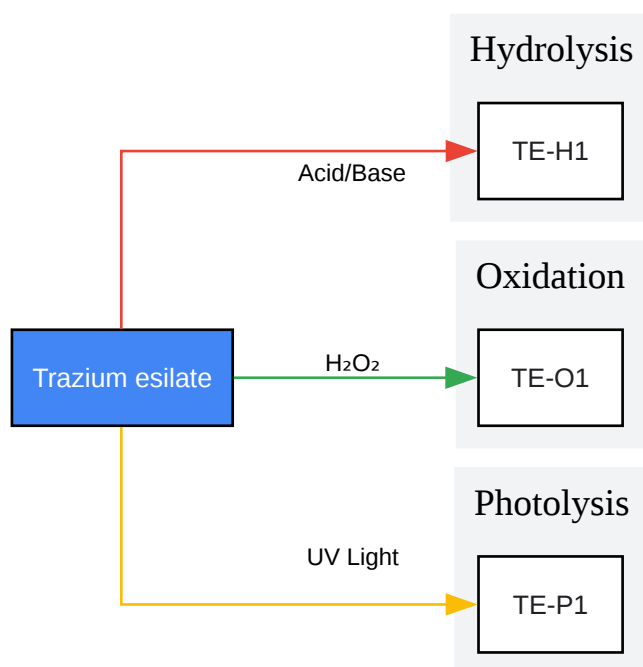 Hydrolysis
TE-H1
Acid/Base
Oxidation
Trazium esilate
H₂O₂
TE-O1
Photolysis
UV Light
TE-P1